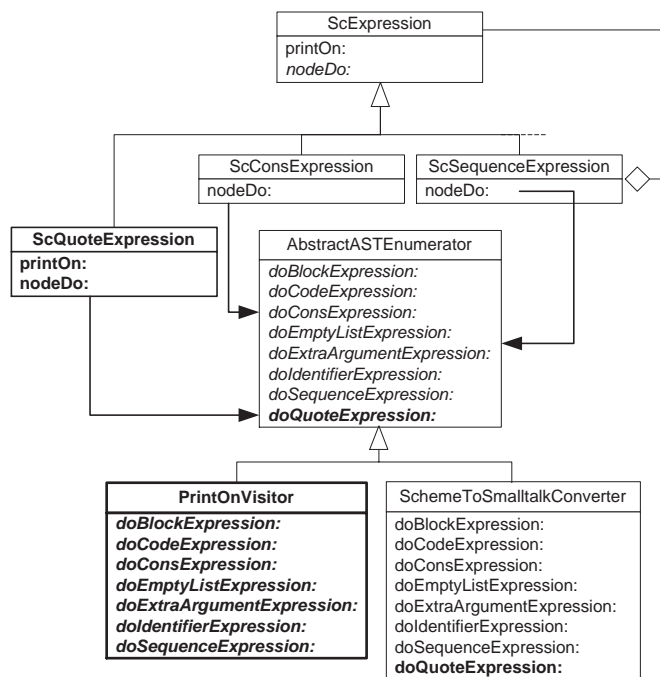 ScExpression
printOn:
nodeDo:
ScConsExpression
nodeDo:
ScSequenceExpression
nodeDo:
ScQuoteExpression
printOn:
nodeDo:
AbstractASTEnumerator
doBlockExpression:
doCodeExpression:
doConsExpression:
doEmptyListExpression:
doExtraArgumentExpression:
doIdentifierExpression:
doSequenceExpression:
doQuoteExpression:
PrintOnVisitor
doBlockExpression:
doCodeExpression:
doConsExpression:
doEmptyListExpression:
doExtraArgumentExpression:
doIdentifierExpression:
doSequenceExpression:
SchemeToSmalltalkConverter
doBlockExpression:
doCodeExpression:
doConsExpression:
doEmptyListExpression:
doExtraArgumentExpression:
doIdentifierExpression:
doSequenceExpression:
doQuoteExpression: